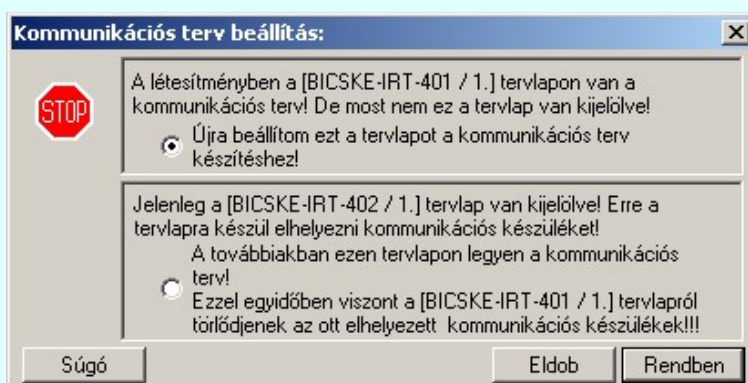 Kommunikációs terv beállítás:
STOP
A létesítményben a [BICSKE-IRT-401 / 1.] tervlapon van a
kommunikációs terv! De most nem ez a tervlap van kijelölve!
Újra beállítom ezt a tervlapot a kommunikációs terv
készítéshez!
Jelenleg a [BICSKE-IRT-402 / 1.] tervlap van kijelölve! Erre a
tervlapra készül elhelyezni kommunikációs készüléket!
A továbbiakban ezen tervlapon legyen a kommunikációs
terv!
Ezzel egyidőben viszont a [BICSKE-IRT-401 / 1.] tervlapról
törlődjenek az ott elhelyezett kommunikációs készülékek!!!
Súgó
Eldob
Rendben